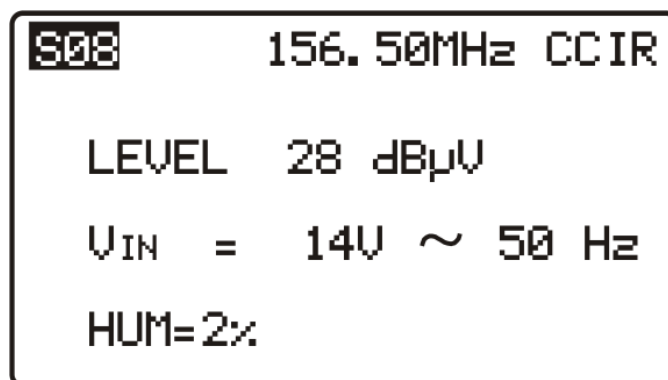 S08 156.50MHz CCIR
LEVEL 28 dBµV
VIN = 14V ~ 50 Hz
HUM=2%